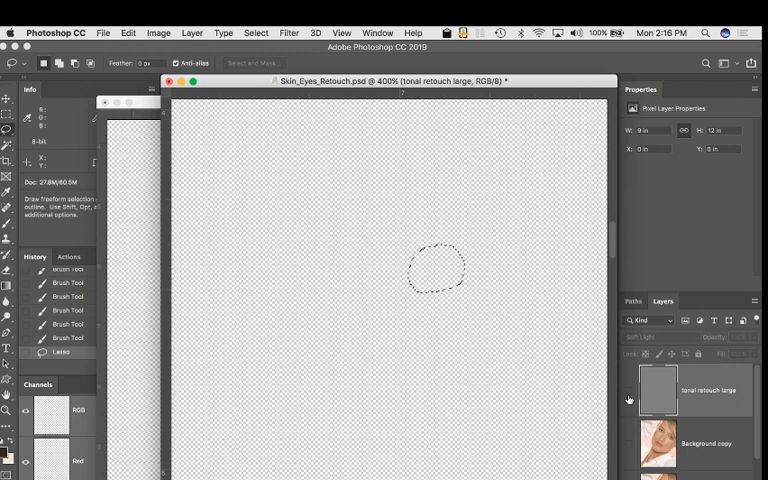 Photoshop CC File Edit Image Layer Type Select Filter 3D View Window Help 100% Mon 2:16 PM
Adobe Photoshop CC 2019
Feather: 0 px Anti-alias Select and Mask...
Skin_Eyes_Retouch.psd @ 400% (tonal retouch large, RGB/8) *
Info
R:
G:
B:
8-bit
X:
Y:
Doc: 27.8M/60.5M
Draw freeform selection
outline. Use Shift, Opt, a
additional options.
History Actions
Brush Tool
Brush Tool
Brush Tool
Brush Tool
Brush Tool
Brush Tool
Lasso
Channels
RGB
Red
7
Properties
Pixel Layer Properties
W: 9 in H: 12 in
X: 0 in Y: 0 in
Paths Layers
Kind
Soft Light Opacity:
Lock: Fill:
tonal retouch large
Background copy